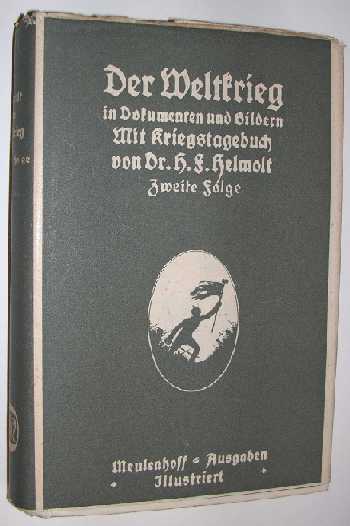 Der Weltkrieg
in Dokumenten und Bildern
Mit Kriegstagebuch
von Dr. H. F. Helmolt
Zweite Folge
Meulenhoff * Ausgaben
* Illustriert *